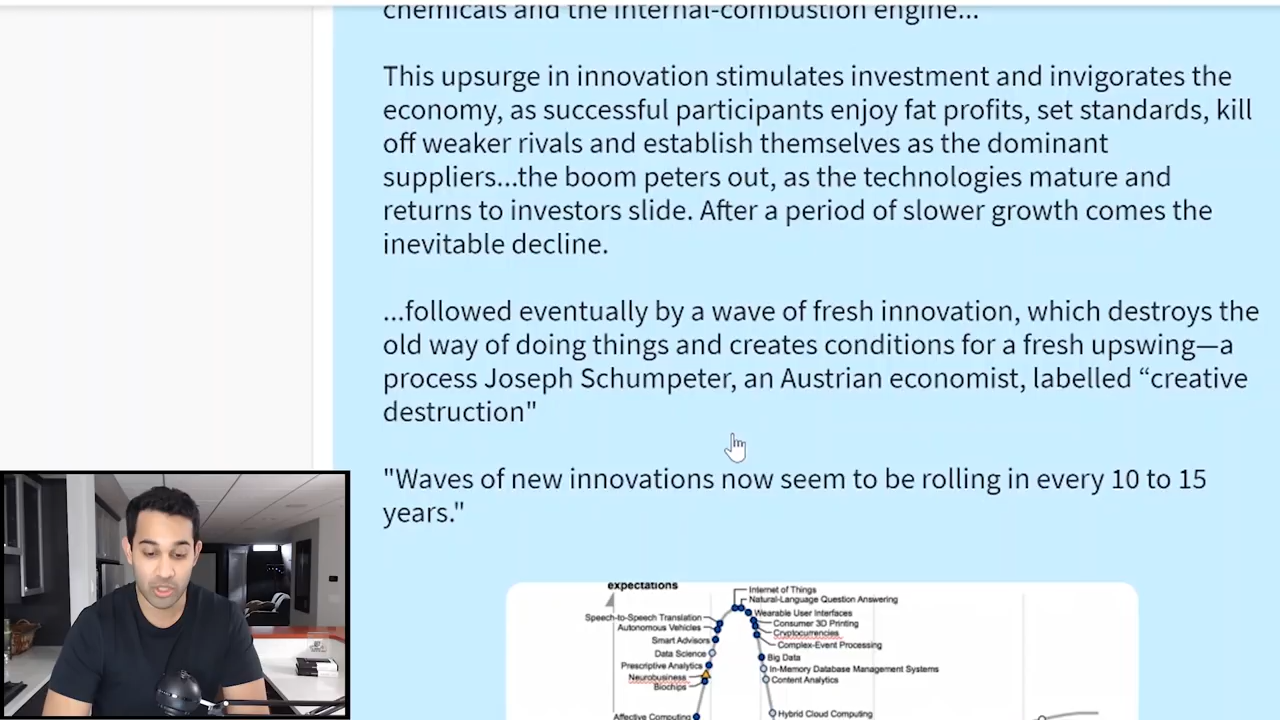 chemicals and the internal-combustion engine...
This upsurge in innovation stimulates investment and invigorates the
economy, as successful participants enjoy fat profits, set standards, kill
off weaker rivals and establish themselves as the dominant
suppliers...the boom peters out, as the technologies mature and
returns to investors slide. After a period of slower growth comes the
inevitable decline.
...followed eventually by a wave of fresh innovation, which destroys the
old way of doing things and creates conditions for a fresh upswing—a
process Joseph Schumpeter, an Austrian economist, labelled “creative
destruction"
"Waves of new innovations now seem to be rolling in every 10 to 15
years."
expectations
Internet of Things
Natural-Language Question Answering
Wearable User Interfaces
Speech-to-Speech Translation
Consumer 3D Printing
Autonomous Vehicles
Cryptocurrencies
Smart Advisors
Complex-Event Processing
Data Science
Big Data
Prescriptive Analytics
In-Memory Database Management Systems
Neurobusiness
Content Analytics
Biochips
Hybrid Cloud Computing
Affective Computing